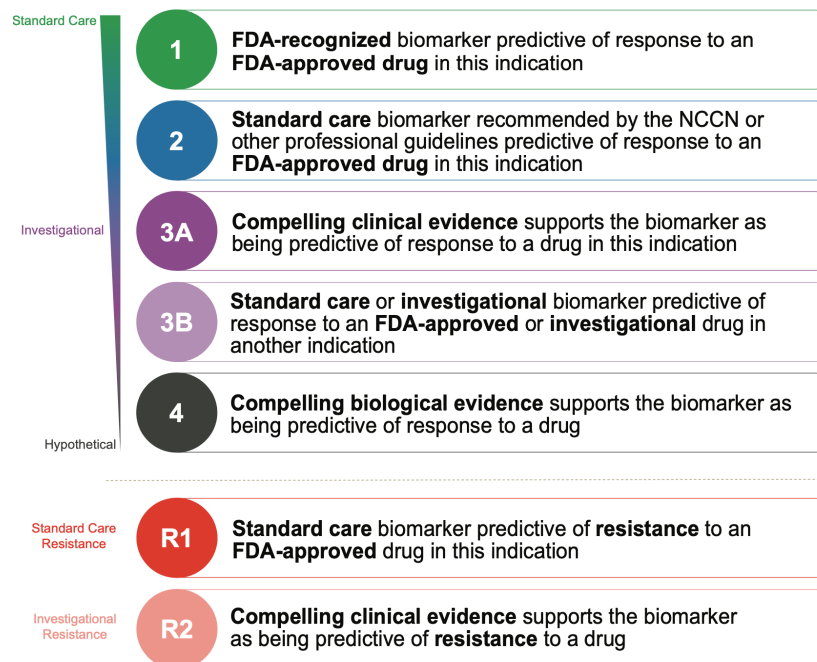 Standard Care
1
FDA-recognized biomarker predictive of response to an
FDA-approved drug in this indication
2
Standard care biomarker recommended by the NCCN or
other professional guidelines predictive of response to an
FDA-approved drug in this indication
Investigational
3A
Compelling clinical evidence supports the biomarker as
being predictive of response to a drug in this indication
3B
Standard care or investigational biomarker predictive of
response to an FDA-approved or investigational drug in
another indication
4
Compelling biological evidence supports the biomarker as
being predictive of response to a drug
Hypothetical
Standard Care
Resistance
R1
Standard care biomarker predictive of resistance to an
FDA-approved drug in this indication
Investigational
Resistance
R2
Compelling clinical evidence supports the biomarker
as being predictive of resistance to a drug